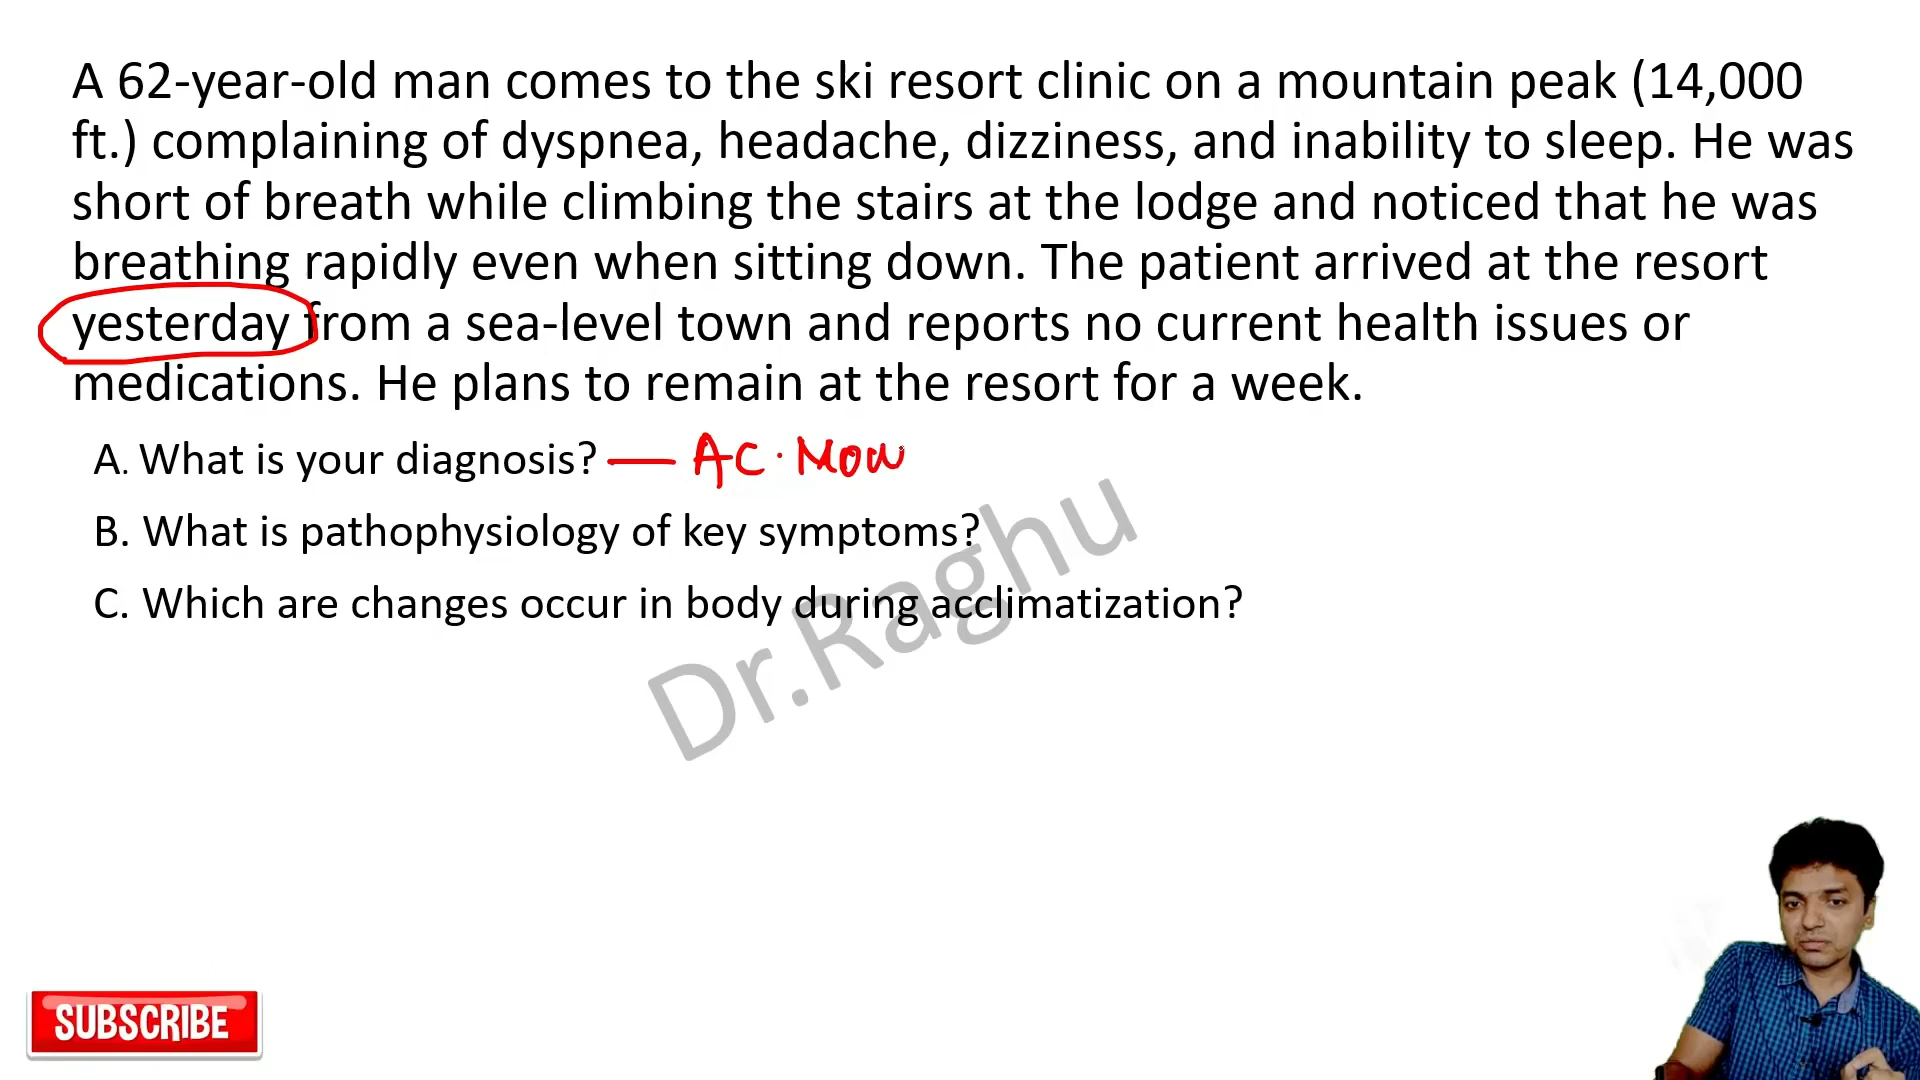 A 62-year-old man comes to the ski resort clinic on a mountain peak (14,000
ft.) complaining of dyspnea, headache, dizziness, and inability to sleep. He was
short of breath while climbing the stairs at the lodge and noticed that he was
breathing rapidly even when sitting down. The patient arrived at the resort
yesterday from a sea-level town and reports no current health issues or
medications. He plans to remain at the resort for a week.
A. What is your diagnosis? — AC. Mou
B. What is pathophysiology of key symptoms?
C. Which are changes occur in body during acclimatization?
Dr.Raghu
SUBSCRIBE